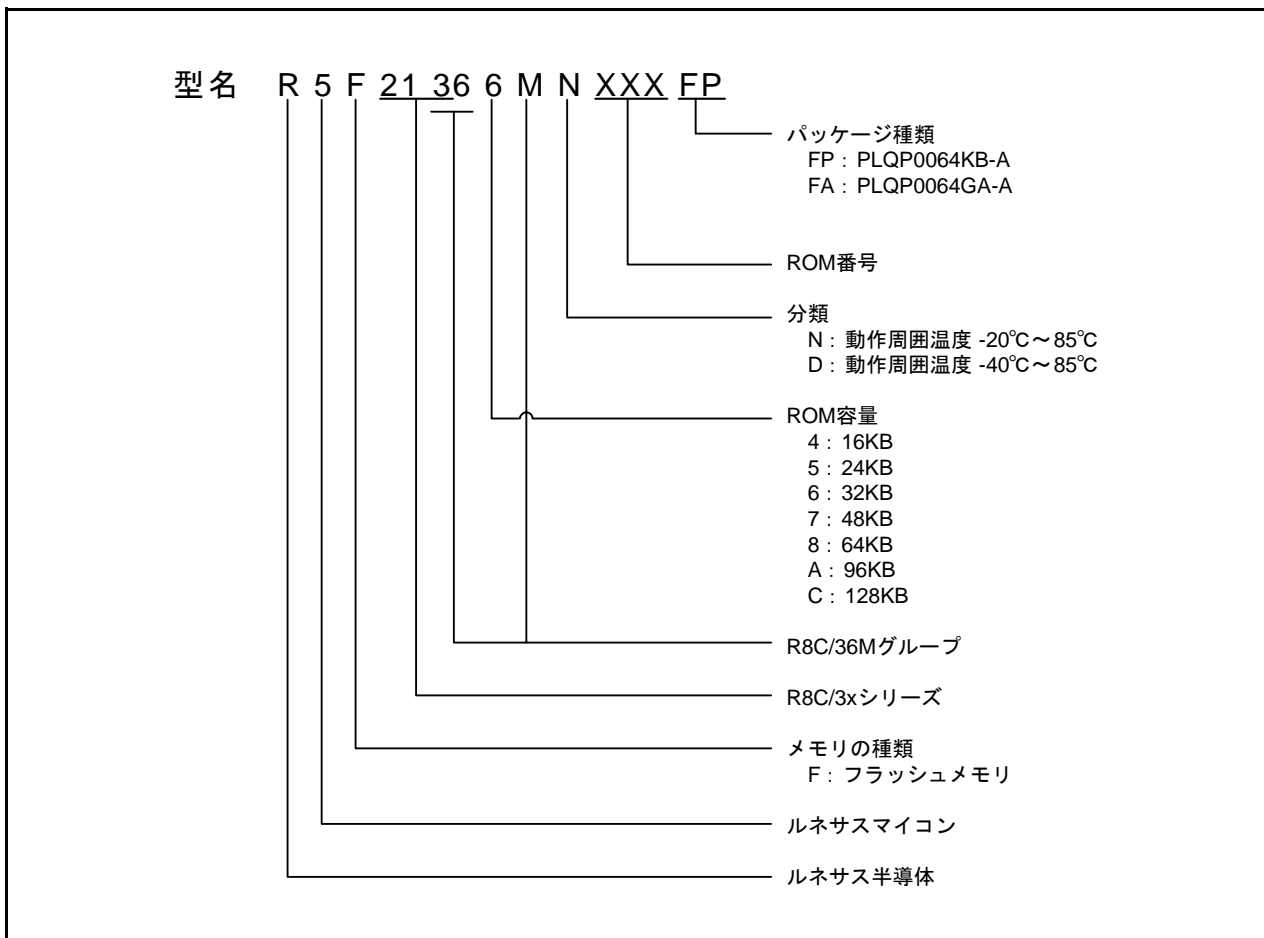 型名 R 5 F 21 36 6 M N XXX FP
パッケージ種類
FP : PLQP0064KB-A
FA : PLQP0064GA-A
ROM番号
分類
N : 動作周囲温度 -20℃～85℃
D : 動作周囲温度 -40℃～85℃
ROM容量
4 : 16KB
5 : 24KB
6 : 32KB
7 : 48KB
8 : 64KB
A : 96KB
C : 128KB
R8C/36Mグループ
R8C/3xシリーズ
メモリの種類
F : フラッシュメモリ
ルネサスマイコン
ルネサス半導体